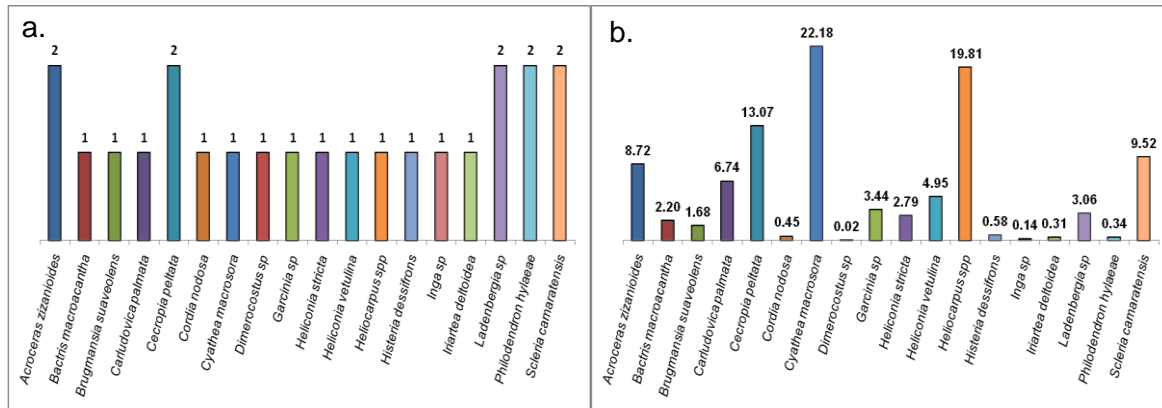 a.
2
1
1
1
2
1
1
1
1
1
1
1
1
1
1
2
2
2
Acroceras zizanioides
Bactris macroacantha
Brugmansia suaveolens
Carludovica palmata
Cecropia peltata
Cordia nodosa
Cyathea macrosora
Dimerocostus sp
Garcinia sp
Heliconia stricta
Heliconia vetulina
Heliocarpus spp
Histeria dessifrons
Inga sp
Iriartea deltoidea
Ladenbergia sp
Philodendron hylaeae
Scleria camaratensis
b.
8.72
2.20
1.68
6.74
13.07
0.45
22.18
0.02
3.44
2.79
4.95
19.81
0.58
0.14
0.31
3.06
0.34
9.52
Acroceras zizanioides
Bactris macroacantha
Brugmansia suaveolens
Carludovica palmata
Cecropia peltata
Cordia nodosa
Cyathea macrosora
Dimerocostus sp
Garcinia sp
Heliconia stricta
Heliconia vetulina
Heliocarpus spp
Histeria dessifrons
Inga sp
Iriartea deltoidea
Ladenbergia sp
Philodendron hylaeae
Scleria camaratensis